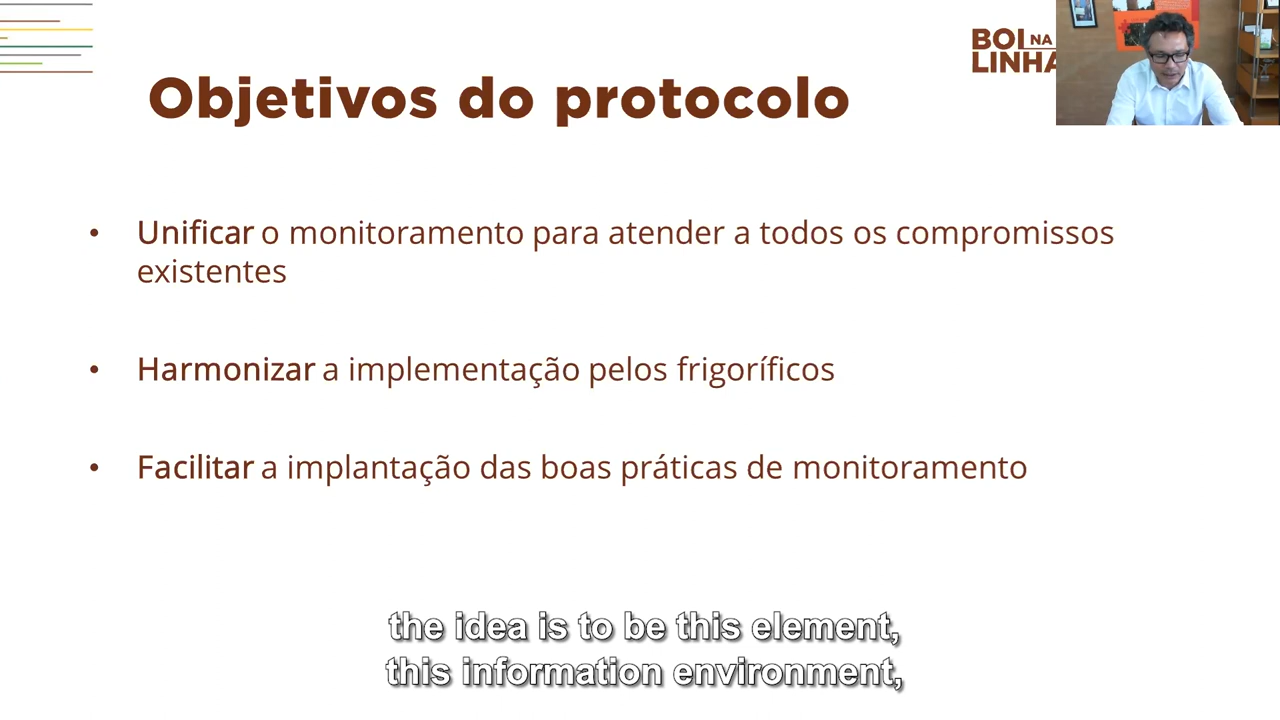 BOI NA
LINHA
Objetivos do protocolo
• Unificar o monitoramento para atender a todos os compromissos
existentes
• Harmonizar a implementação pelos frigoríficos
• Facilitar a implantação das boas práticas de monitoramento
the idea is to be this element,
this information environment,